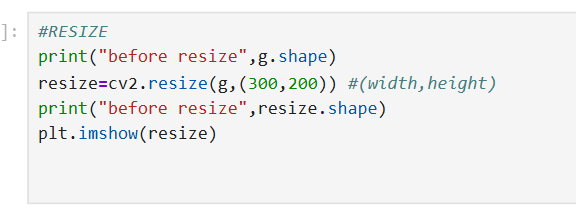 ]:
#RESIZE
print("before resize",g.shape)
resize=cv2.resize(g,(300,200)) #(width,height)
print("before resize",resize.shape)
plt.imshow(resize)